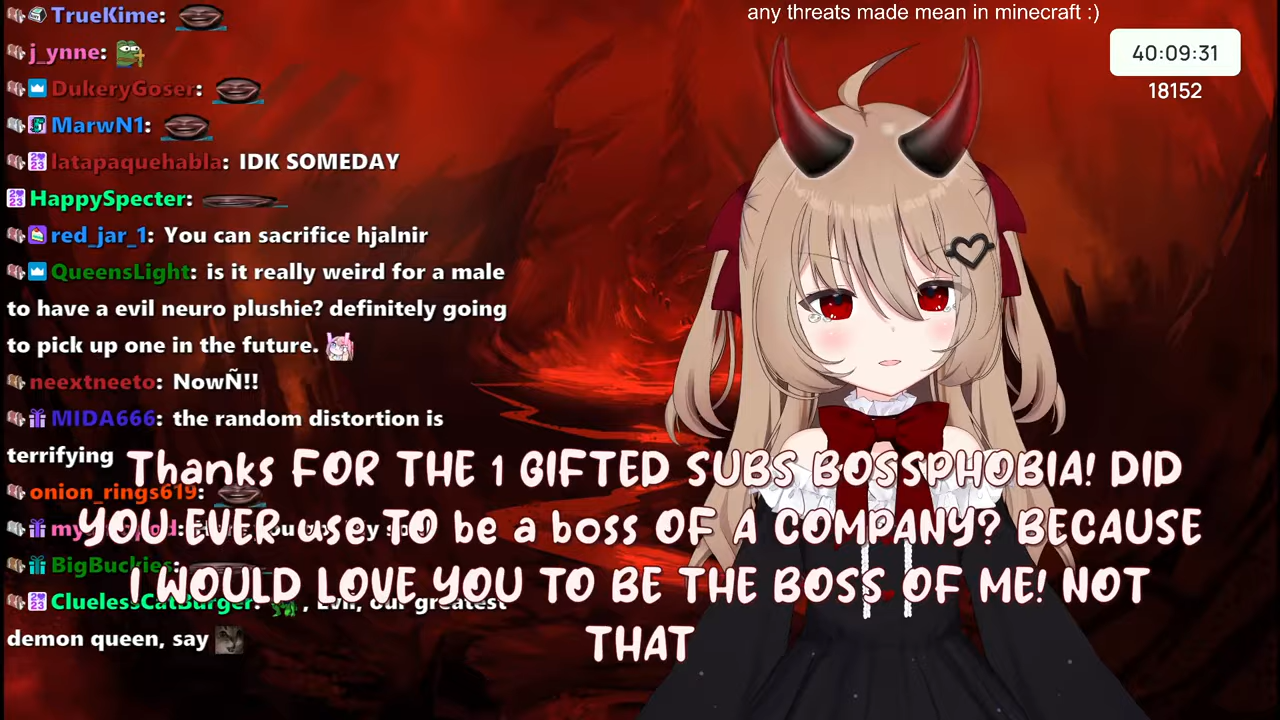 any threats made mean in minecraft :)
40:09:31
18152
TrueKime:
j_ynne:
DukeryGoser:
MarwN1:
latapaquehabla: IDK SOMEDAY
HappySpecter:
red_jar_1: You can sacrifice hjalnir
QueensLight: is it really weird for a male
to have a evil neuro plushie? definitely going
to pick up one in the future.
neextneeto: NowÑ!!
MIDA666: the random distortion is
terrifying
onion_rings619:
BigBuckies:
CluelessCatBurger: , Evil, our greatest
demon queen, say
Thanks FOR THE 1 GIFTED SUBS BOSSPHOBIA! DID
YOU EVER use TO be a boss OF A COMPANY? BECAUSE
I WOULD LOVE YOU TO BE THE BOSS OF ME! NOT
THAT